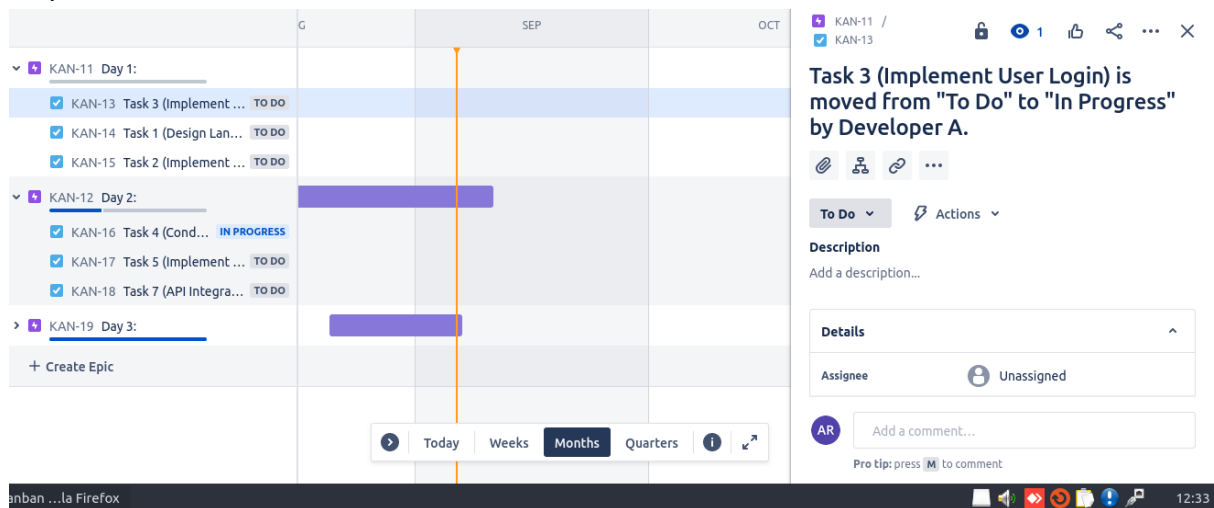 G
SEP
OCT
KAN-11 Day 1:
KAN-13 Task 3 (Implement ... TO DO
KAN-14 Task 1 (Design Lan... TO DO
KAN-15 Task 2 (Implement ... TO DO
KAN-12 Day 2:
KAN-16 Task 4 (Cond... IN PROGRESS
KAN-17 Task 5 (Implement ... TO DO
KAN-18 Task 7 (API Integra... TO DO
KAN-19 Day 3:
+ Create Epic
Today Weeks Months Quarters
KAN-11 /
KAN-13
1
Task 3 (Implement User Login) is
moved from "To Do" to "In Progress"
by Developer A.
To Do
Actions
Description
Add a description...
Details
Assignee Unassigned
AR Add a comment...
Pro tip: press M to comment
anban ...la Firefox
12:33